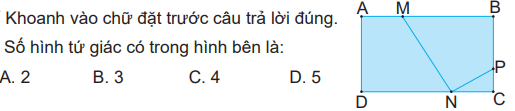 Khoanh vào chữ đặt trước câu trả lời đúng.
Số hình tứ giác có trong hình bên là:
A. 2 B. 3 C. 4 D. 5
A M B
P
D N C